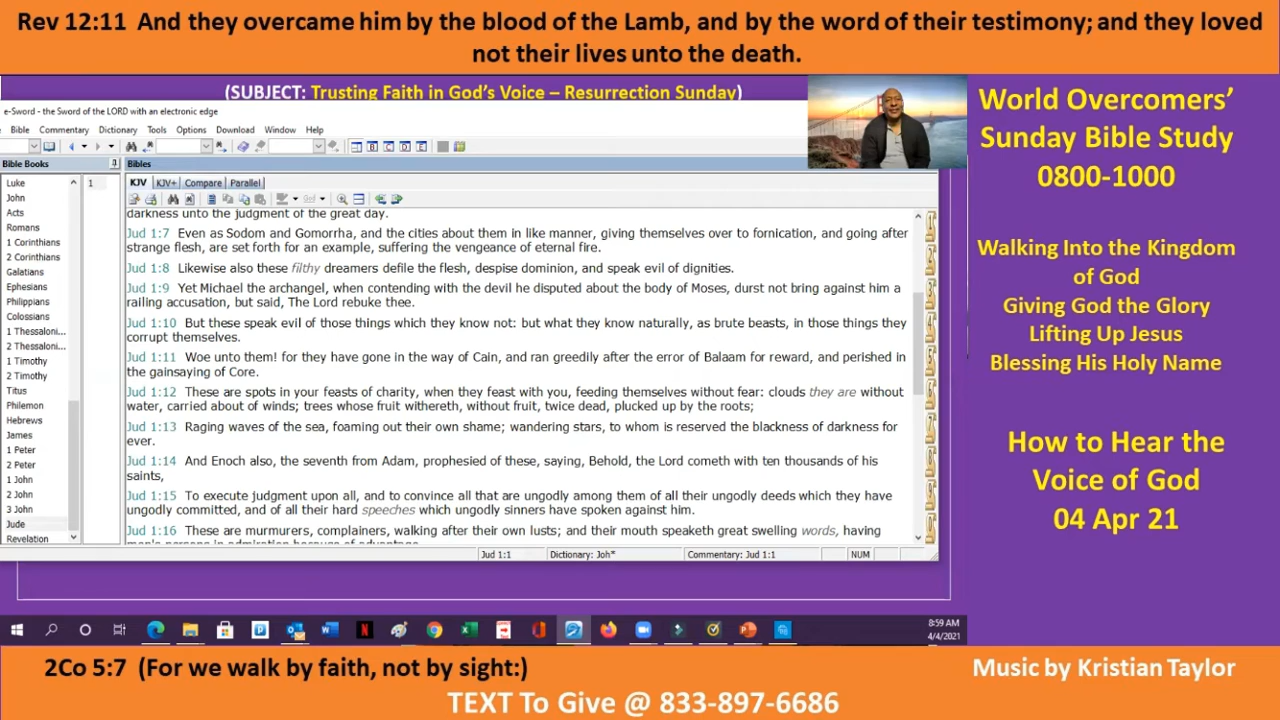 Rev 12:11  And they overcame him by the blood of the Lamb, and by the word of their testimony; and they loved
not their lives unto the death.
(SUBJECT: Trusting Faith in God's Voice – Resurrection Sunday)
e-Sword - the Sword of the LORD with an electronic edge
Bible Commentary Dictionary Tools Options Download Window Help
Bible Books
Bibles
Luke
John
Acts
Romans
1 Corinthians
2 Corinthians
Galatians
Ephesians
Philippians
Colossians
1 Thessaloni...
2 Thessaloni...
1 Timothy
2 Timothy
Titus
Philemon
Hebrews
James
1 Peter
2 Peter
1 John
2 John
3 John
Jude
Revelation
1
KJV KJV+ Compare Parallel
darkness unto the judgment of the great day.
Jud 1:7 Even as Sodom and Gomorrha, and the cities about them in like manner, giving themselves over to fornication, and going after
strange flesh, are set forth for an example, suffering the vengeance of eternal fire.
Jud 1:8 Likewise also these filthy dreamers defile the flesh, despise dominion, and speak evil of dignities.
Jud 1:9 Yet Michael the archangel, when contending with the devil he disputed about the body of Moses, durst not bring against him a
railing accusation, but said, The Lord rebuke thee.
Jud 1:10 But these speak evil of those things which they know not: but what they know naturally, as brute beasts, in those things they
corrupt themselves.
Jud 1:11 Woe unto them! for they have gone in the way of Cain, and ran greedily after the error of Balaam for reward, and perished in
the gainsaying of Core.
Jud 1:12 These are spots in your feasts of charity, when they feast with you, feeding themselves without fear: clouds they are without
water, carried about of winds; trees whose fruit withereth, without fruit, twice dead, plucked up by the roots;
Jud 1:13 Raging waves of the sea, foaming out their own shame; wandering stars, to whom is reserved the blackness of darkness for
ever.
Jud 1:14 And Enoch also, the seventh from Adam, prophesied of these, saying, Behold, the Lord cometh with ten thousands of his
saints,
Jud 1:15 To execute judgment upon all, and to convince all that are ungodly among them of all their ungodly deeds which they have
ungodly committed, and of all their hard speeches which ungodly sinners have spoken against him.
Jud 1:16 These are murmurers, complainers, walking after their own lusts; and their mouth speaketh great swelling words, having
men's persons in admiration because of advantage.
Jud 1:1 Dictionary: Joh* Commentary: Jud 1:1 NUM
8:59 AM
4/4/2021
World Overcomers'
Sunday Bible Study
0800-1000
Walking Into the Kingdom
of God
Giving God the Glory
Lifting Up Jesus
Blessing His Holy Name
How to Hear the
Voice of God
04 Apr 21
2Co 5:7  (For we walk by faith, not by sight:)
Music by Kristian Taylor
TEXT To Give @ 833-897-6686